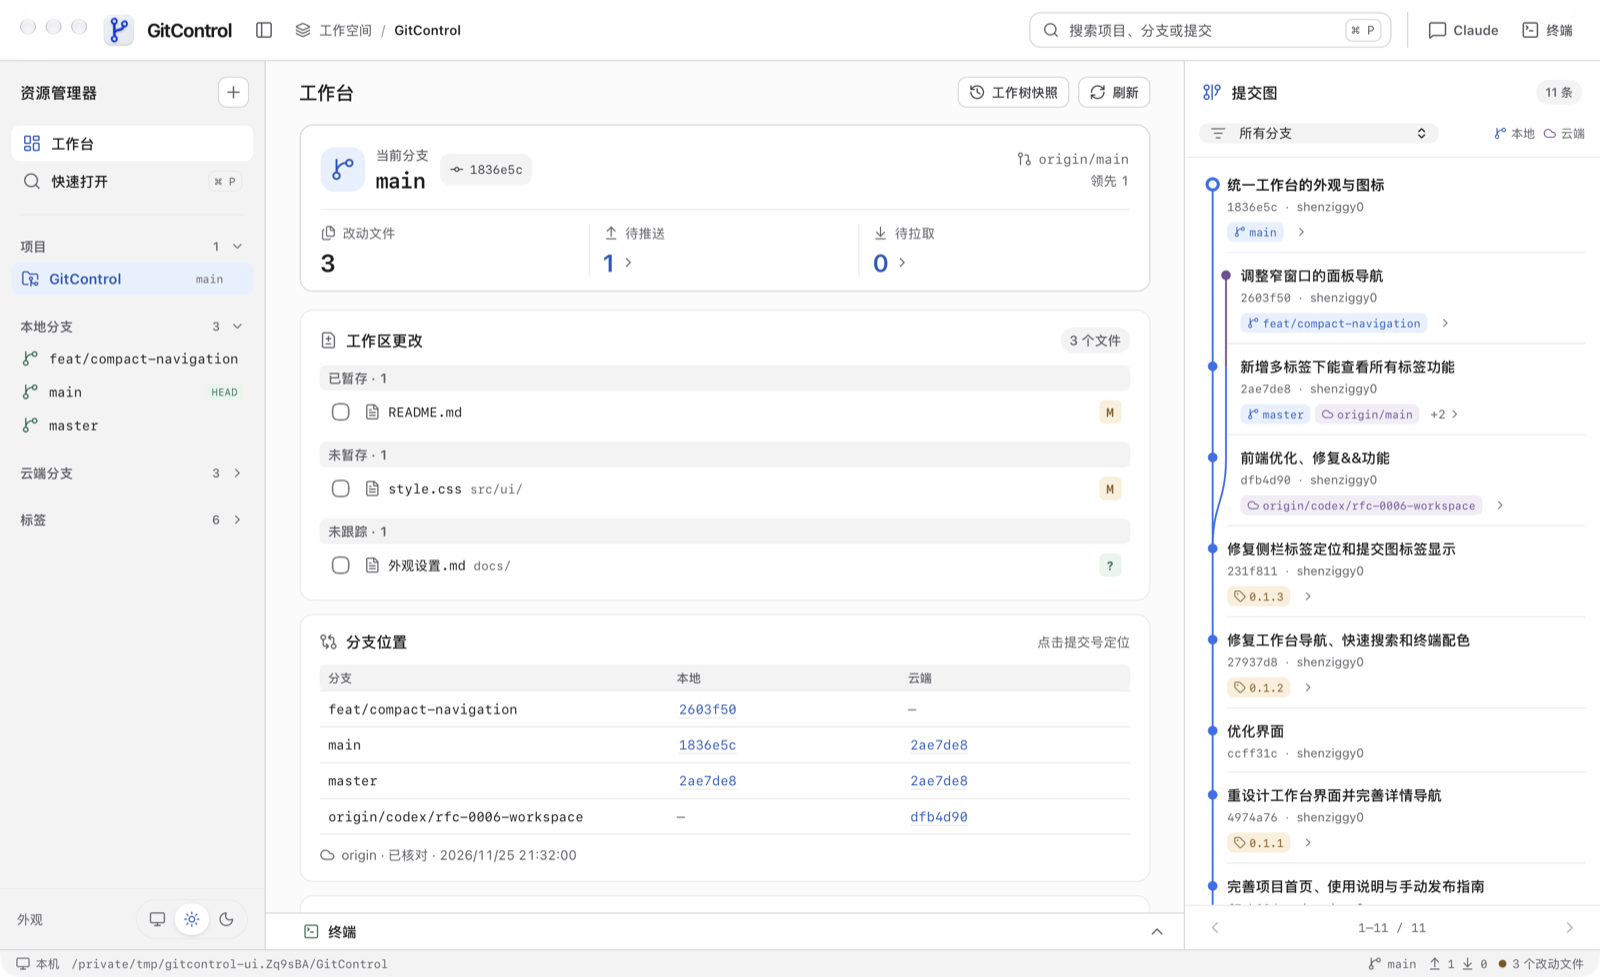 GitControl
工作空间 / GitControl
搜索项目、分支或提交
⌘ P
Claude
终端
资源管理器
工作台
快速打开
⌘ P
项目
1
GitControl
main
本地分支
3
feat/compact-navigation
main
HEAD
master
云端分支
3
标签
6
外观
工作台
工作树快照
刷新
当前分支
main
1836e5c
origin/main
领先 1
改动文件
3
待推送
1
待拉取
0
工作区更改
3 个文件
已暂存 · 1
README.md
M
未暂存 · 1
style.css src/ui/
M
未跟踪 · 1
外观设置.md docs/
?
分支位置
点击提交号定位
分支 本地 云端
feat/compact-navigation 2603f50 —
main 1836e5c 2ae7de8
master 2ae7de8 2ae7de8
origin/codex/rfc-0006-workspace — dfb4d90
origin · 已核对 · 2026/11/25 21:32:00
终端
提交图
11 条
所有分支
本地
云端
统一工作台的外观与图标
1836e5c · shenziggy0
main
调整窄窗口的面板导航
2603f50 · shenziggy0
feat/compact-navigation
新增多标签下能查看所有标签功能
2ae7de8 · shenziggy0
master origin/main +2
前端优化、修复&&功能
dfb4d90 · shenziggy0
origin/codex/rfc-0006-workspace
修复侧栏标签定位和提交图标签显示
231f811 · shenziggy0
0.1.3
修复工作台导航、快速搜索和终端配色
27937d8 · shenziggy0
0.1.2
优化界面
ccff31c · shenziggy0
重设计工作台界面并完善详情导航
4974a76 · shenziggy0
0.1.1
完善项目首页、使用说明与手动发布指南
1–11 / 11
本机 /private/tmp/gitcontrol-ui.Zq9sBA/GitControl
main
1
0
3 个改动文件